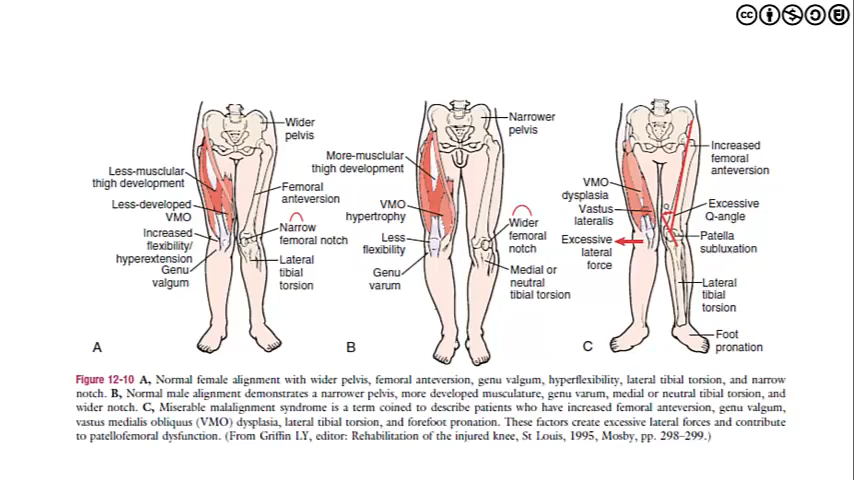 Wider
pelvis
Less-musclular
thigh development
Less-developed
VMO
Increased
flexibility/
hyperextension
Genu
valgum
Femoral
anteversion
Narrow
femoral notch
Lateral
tibial
torsion
A
Narrower
pelvis
More-muscular
thigh development
VMO
hypertrophy
Less
flexibility
Genu
varum
Wider
femoral
notch
Medial or
neutral
tibial torsion
B
Increased
femoral
anteversion
VMO
dysplasia
Vastus
lateralis
Excessive
lateral
force
Q
Excessive
Q-angle
Patella
subluxation
Lateral
tibial
torsion
Foot
pronation
C
Figure 12-10 A, Normal female alignment with wider pelvis, femoral anteversion, genu valgum, hyperflexibility, lateral tibial torsion, and narrow
notch. B, Normal male alignment demonstrates a narrower pelvis, more developed musculature, genu varum, medial or neutral tibial torsion, and
wider notch. C, Miserable malalignment syndrome is a term coined to describe patients who have increased femoral anteversion, genu valgum,
vastus medialis obliquus (VMO) dysplasia, lateral tibial torsion, and forefoot pronation. These factors create excessive lateral forces and contribute
to patellofemoral dysfunction. (From Griffin LY, editor: Rehabilitation of the injured knee, St Louis, 1995, Mosby, pp. 298–299.)